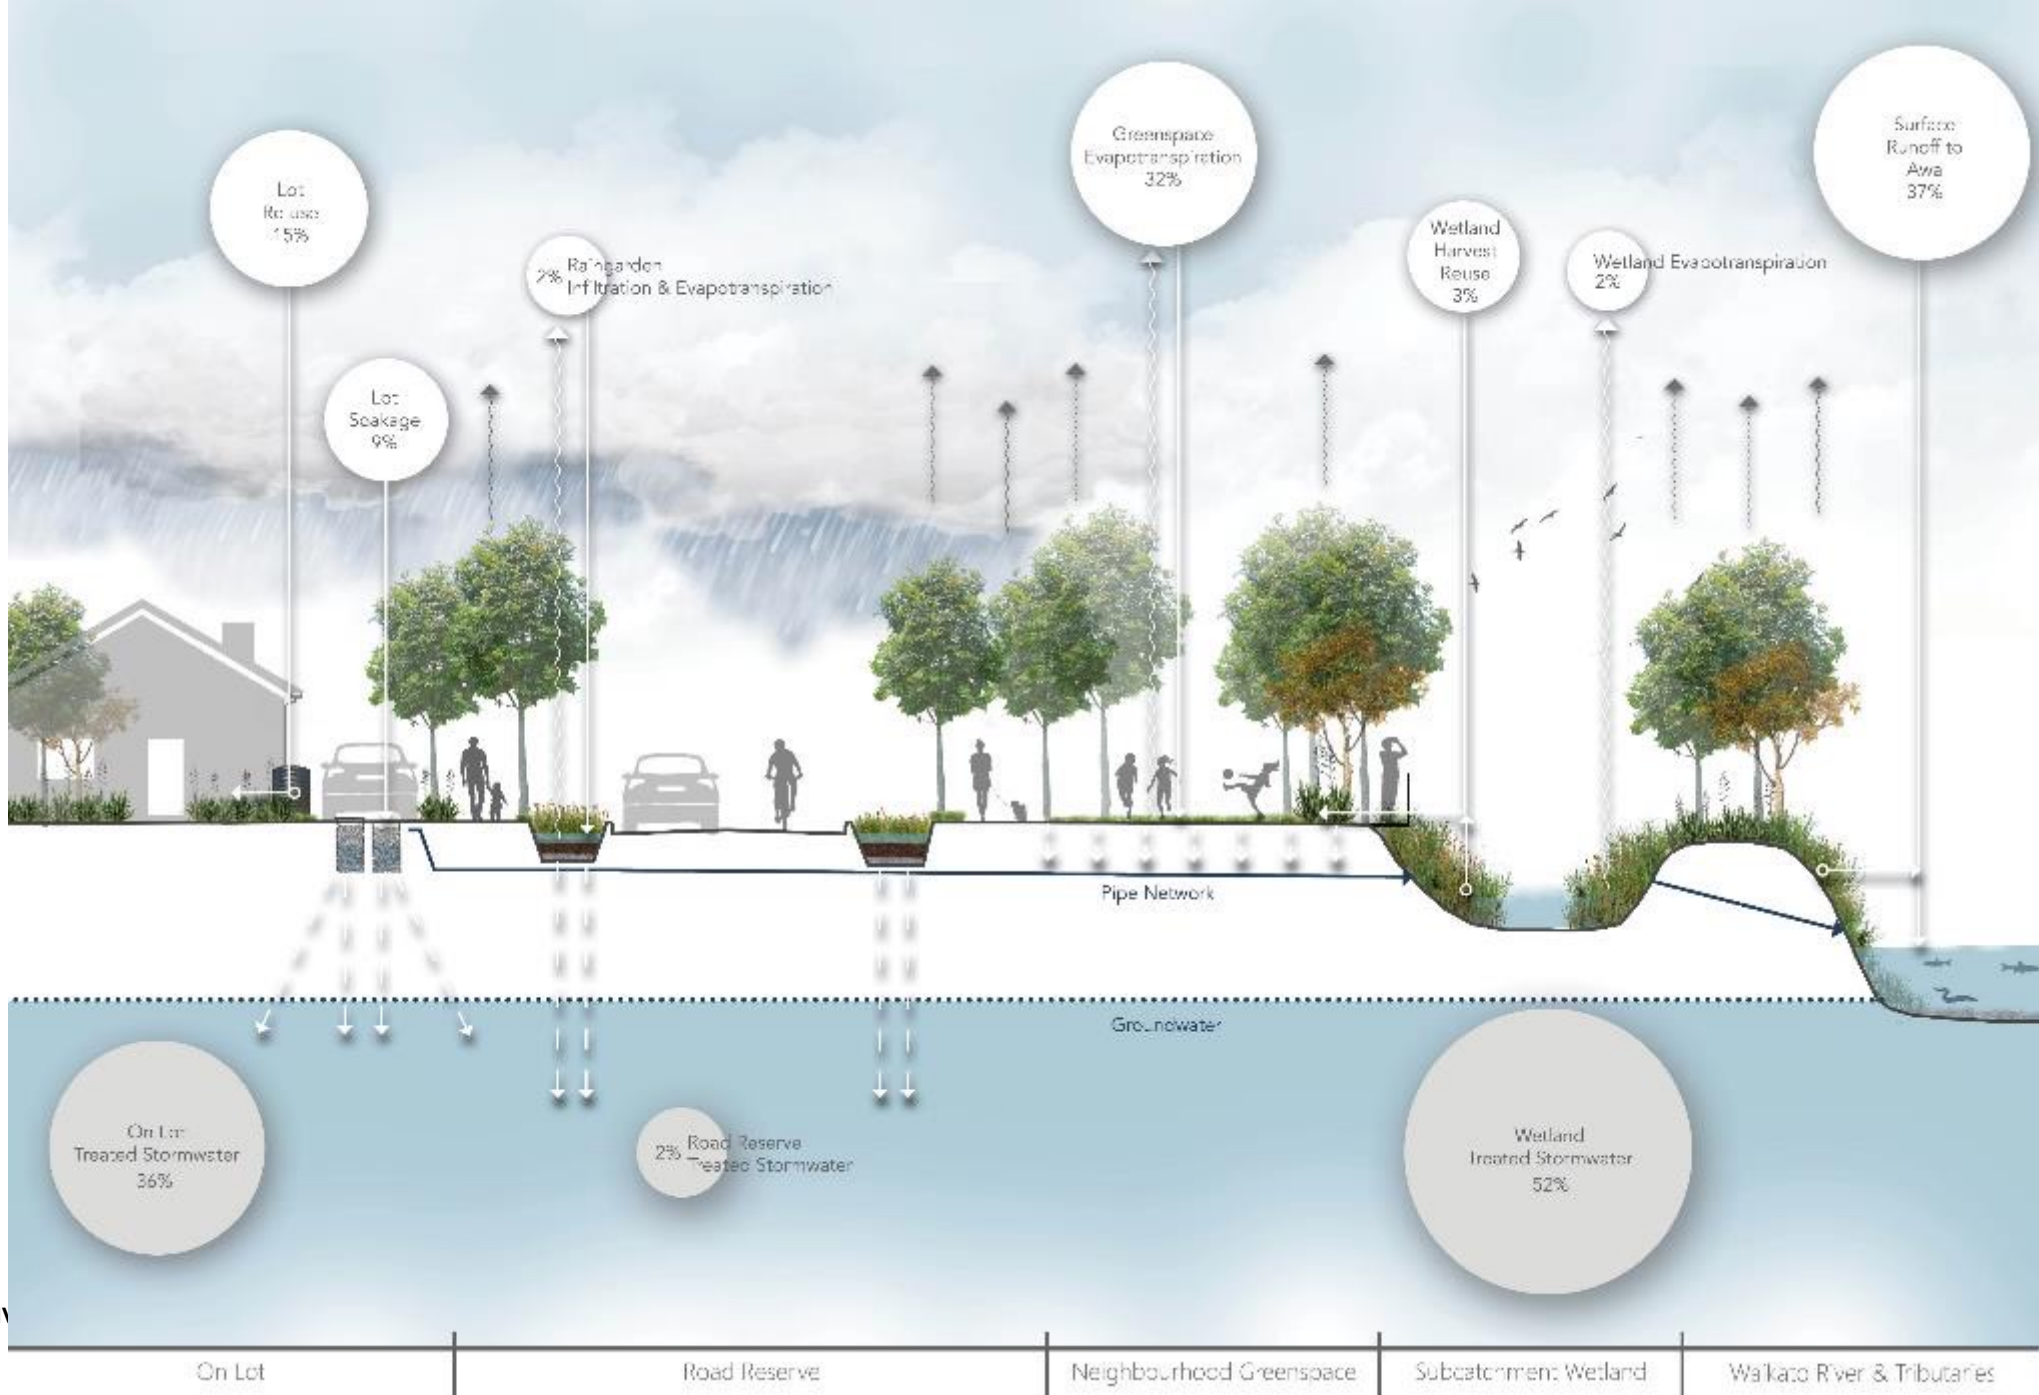 Surface
Runoff to
Awa
37%
Greenspace
Evapotranspiration
32%
Lot
Re-use
15%
Wetland
Harvest
Reuse
3%
2% Raingarden
Infiltration & Evapotranspiration
Wetland Evapotranspiration
2%
Lot
Soakage
9%
Pipe Network
Groundwater
On Lot
Treated Stormwater
36%
2% Road Reserve
Treated Stormwater
Wetland
Treated Stormwater
52%
On Lot
Road Reserve
Neighbourhood Greenspace
Subcatchment Wetland
Waikato River & Tributaries